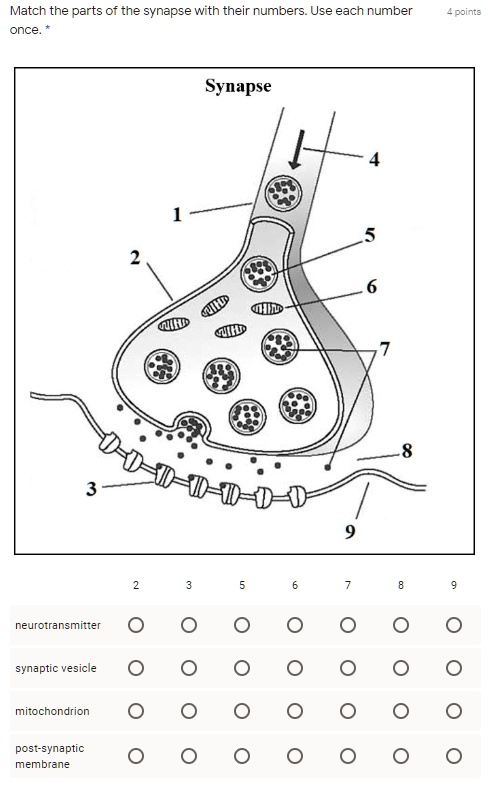 Match the parts of the synapse with their numbers. Use each number
4 points
once. *
Synapse
4
1
5
2
6
7
8
3
9
2 3 5 6 7 8 9
neurotransmitter
synaptic vesicle
mitochondrion
post-synaptic
membrane